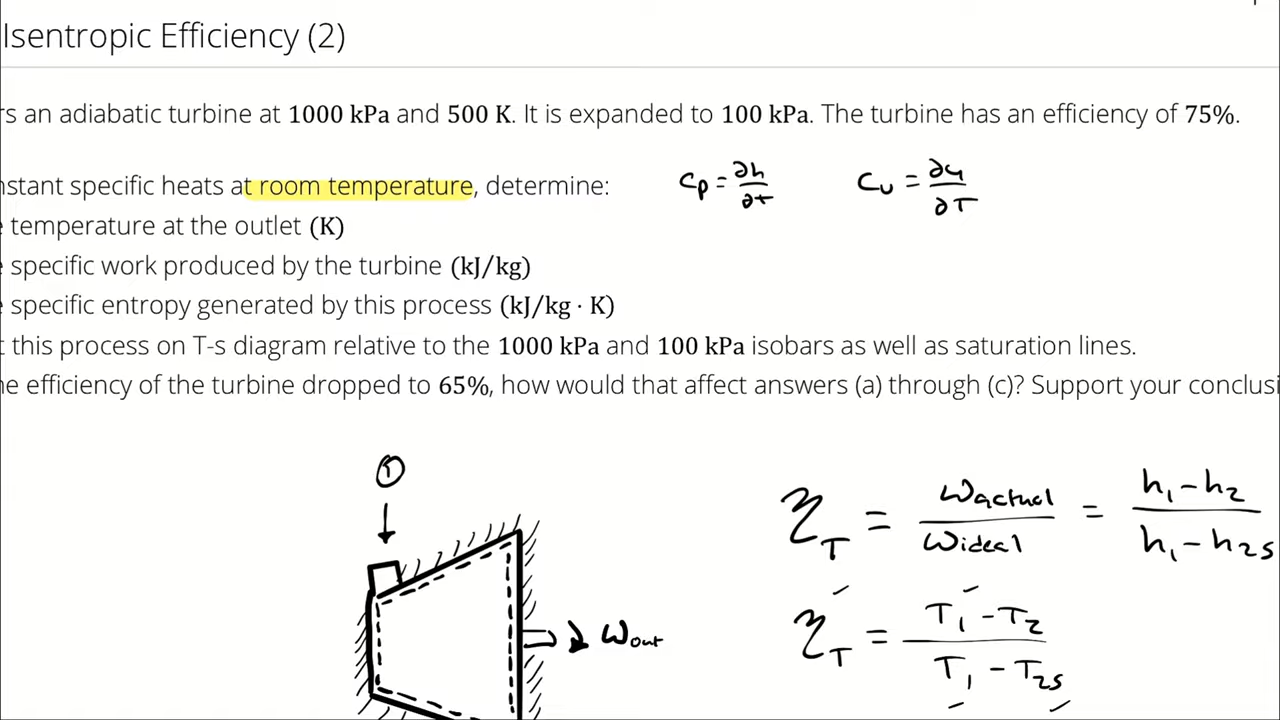 Isentropic Efficiency (2)
rs an adiabatic turbine at 1000 kPa and 500 K. It is expanded to 100 kPa. The turbine has an efficiency of 75%.
nstant specific heats at room temperature, determine: Cp = ∂h/∂t Cv = ∂u/∂T
e temperature at the outlet (K)
e specific work produced by the turbine (kJ/kg)
e specific entropy generated by this process (kJ/kg · K)
t this process on T-s diagram relative to the 1000 kPa and 100 kPa isobars as well as saturation lines.
ne efficiency of the turbine dropped to 65%, how would that affect answers (a) through (c)? Support your conclusi
①
η_T = Wactual/Wideal = h₁-h₂/h₁-h₂s
η_T = T₁-T₂/T₁-T₂s
Wout